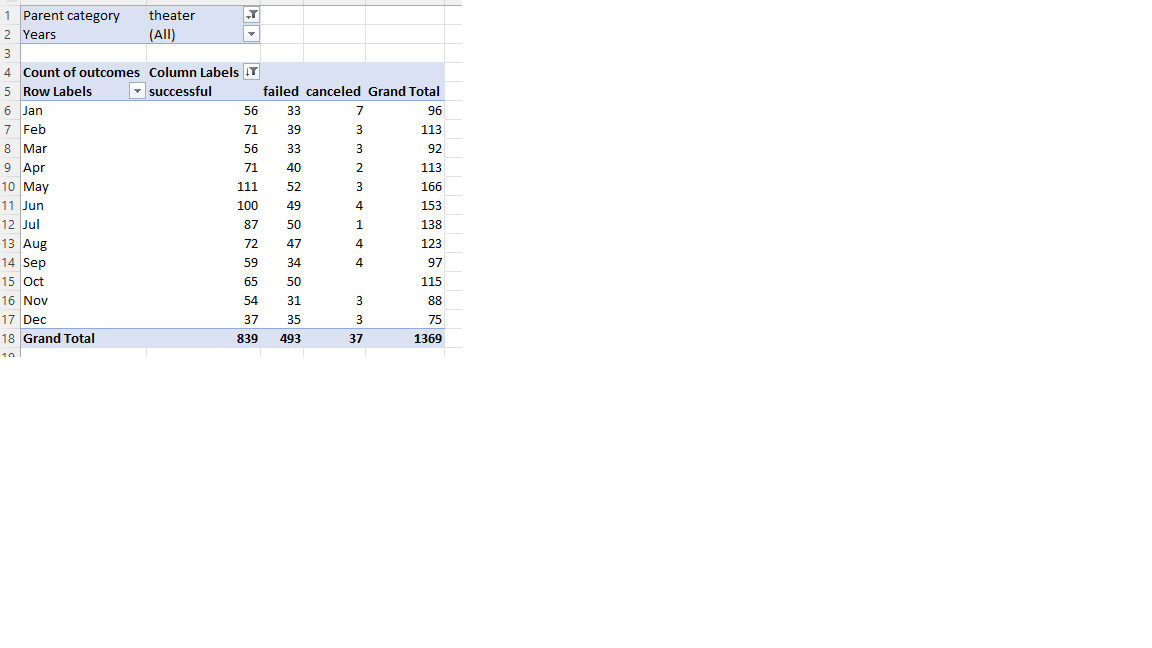 1 Parent category theater
2 Years (All)
3
4 Count of outcomes Column Labels
5 Row Labels successful failed canceled Grand Total
6 Jan 56 33 7 96
7 Feb 71 39 3 113
8 Mar 56 33 3 92
9 Apr 71 40 2 113
10 May 111 52 3 166
11 Jun 100 49 4 153
12 Jul 87 50 1 138
13 Aug 72 47 4 123
14 Sep 59 34 4 97
15 Oct 65 50 115
16 Nov 54 31 3 88
17 Dec 37 35 3 75
18 Grand Total 839 493 37 1369